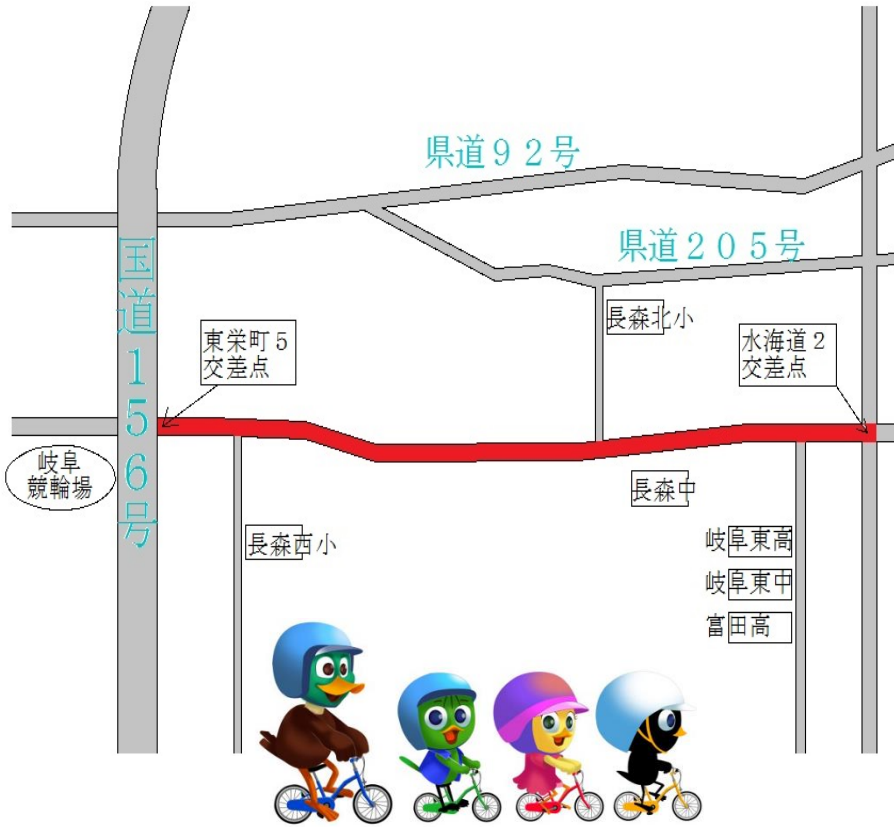 県道92号
県道205号
国道156号
長森北小
東栄町5
交差点
水海道2
交差点
岐阜
競輪場
長森中
長森西小
岐阜東高
岐阜東中
富田高